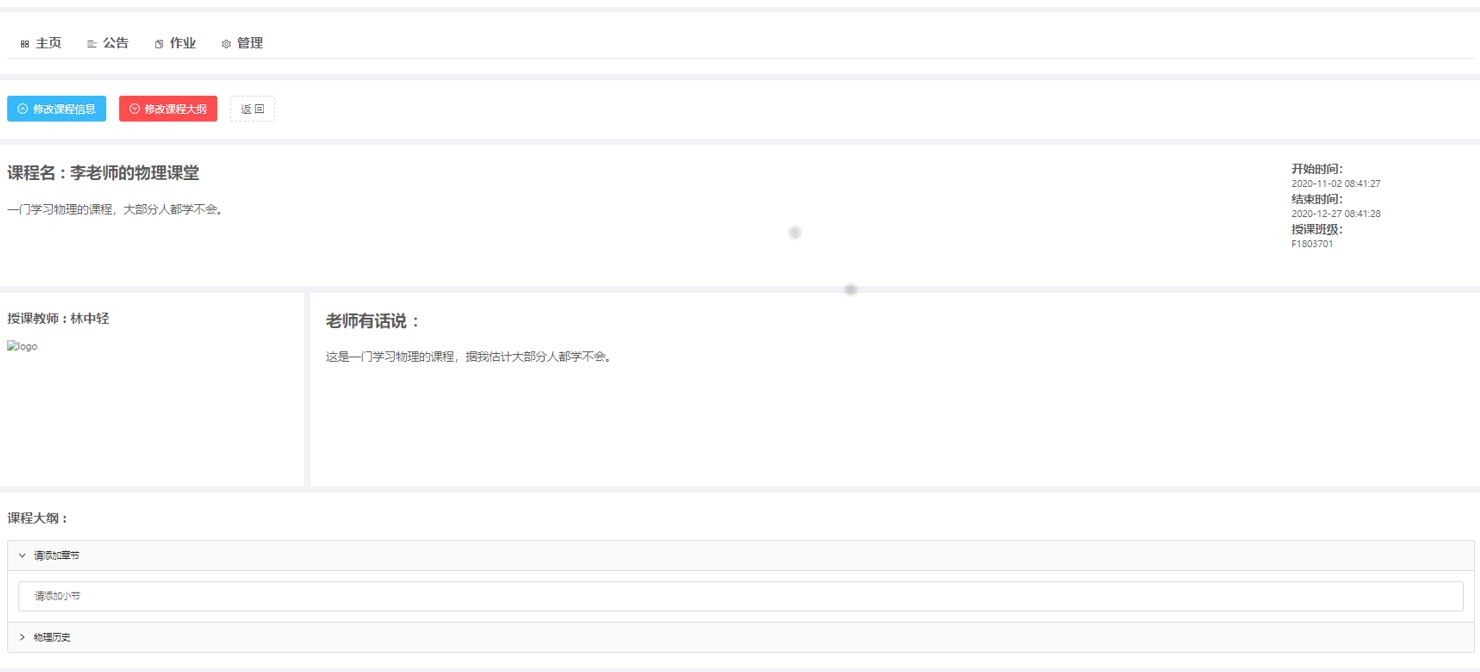 主页 公告 作业 管理
修改课程信息 修改课程大纲 返 回
课程名：李老师的物理课堂
一门学习物理的课程，大部分人都学不会。
开始时间：
2020-11-02 08:41:27
结束时间：
2020-12-27 08:41:28
授课班级：
F1803701
授课教师：林中轻
logo
老师有话说：
这是一门学习物理的课程，据我估计大部分人都学不会。
课程大纲：
请添加章节
请添加小节
物理历史